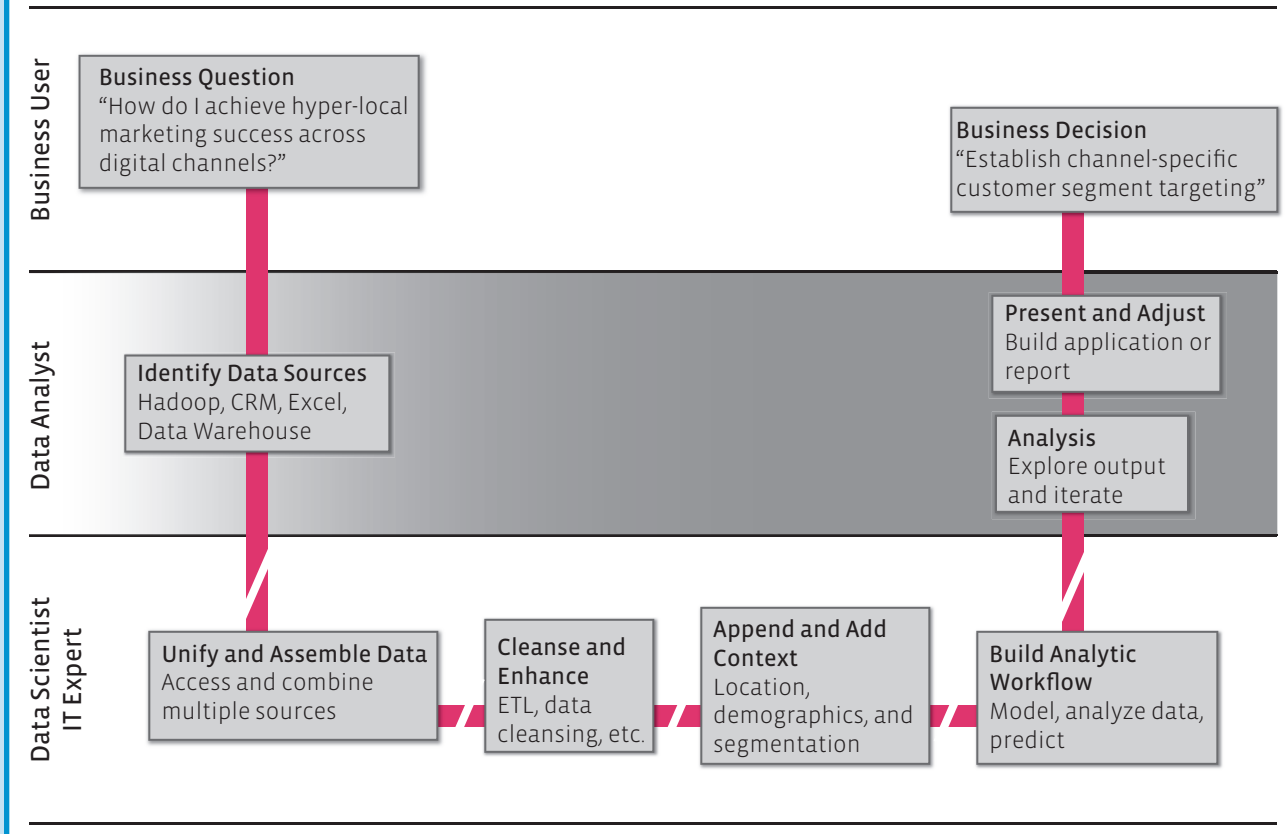 Business User
Business Question
“How do I achieve hyper-local
marketing success across
digital channels?”
Business Decision
“Establish channel-specific
customer segment targeting”
Data Analyst
Identify Data Sources
Hadoop, CRM, Excel,
Data Warehouse
Present and Adjust
Build application or
report
Analysis
Explore output
and iterate
Data Scientist
IT Expert
Unify and Assemble Data
Access and combine
multiple sources
Cleanse and
Enhance
ETL, data
cleansing, etc.
Append and Add
Context
Location,
demographics, and
segmentation
Build Analytic
Workflow
Model, analyze data,
predict